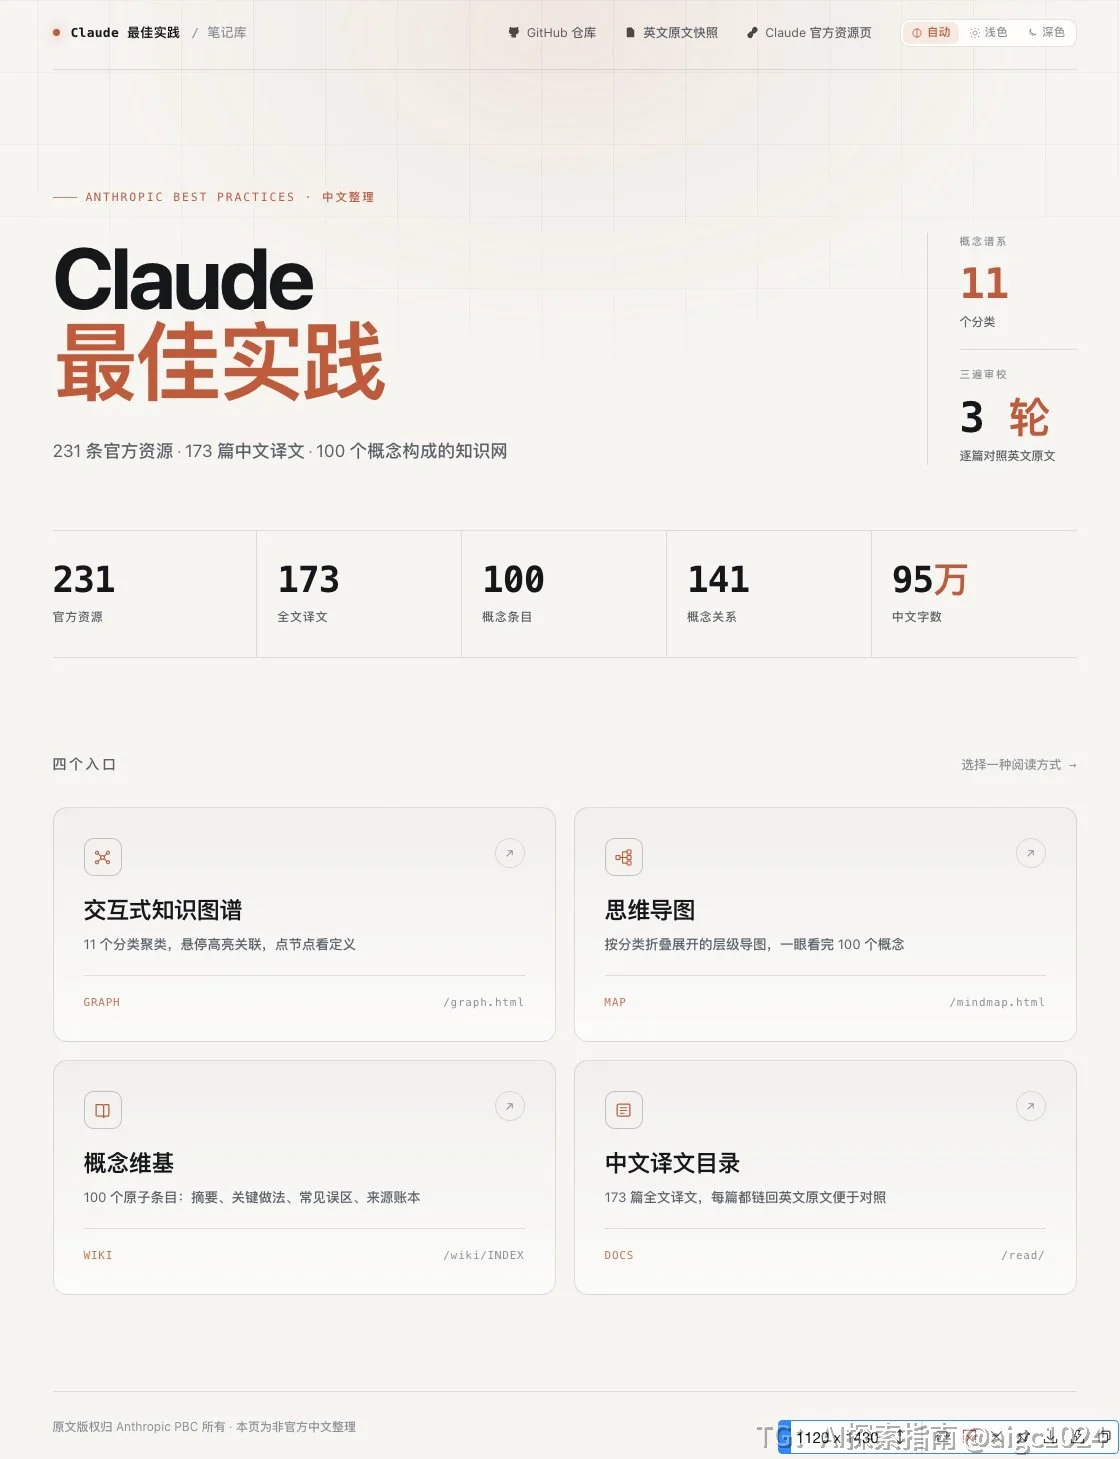 Claude 最佳实践 / 笔记库
GitHub 仓库
英文原文快照
Claude 官方资源页
自动
浅色
深色
ANTHROPIC BEST PRACTICES · 中文整理
Claude
最佳实践
231 条官方资源 · 173 篇中文译文 · 100 个概念构成的知识网
概念谱系
11
个分类
三遍审校
3 轮
逐篇对照英文原文
231
官方资源
173
全文译文
100
概念条目
141
概念关系
95万
中文字数
四个入口
选择一种阅读方式 →
交互式知识图谱
11 个分类聚类，悬停高亮关联，点节点看定义
GRAPH
/graph.html
思维导图
按分类折叠展开的层级导图，一眼看完 100 个概念
MAP
/mindmap.html
概念维基
100 个原子条目：摘要、关键做法、常见误区、来源账本
WIKI
/wiki/INDEX
中文译文目录
173 篇全文译文，每篇都链回英文原文便于对照
DOCS
/read/
原文版权归 Anthropic PBC 所有 · 本页为非官方中文整理
1120 x 1430
AI探索指南 @aigc1024